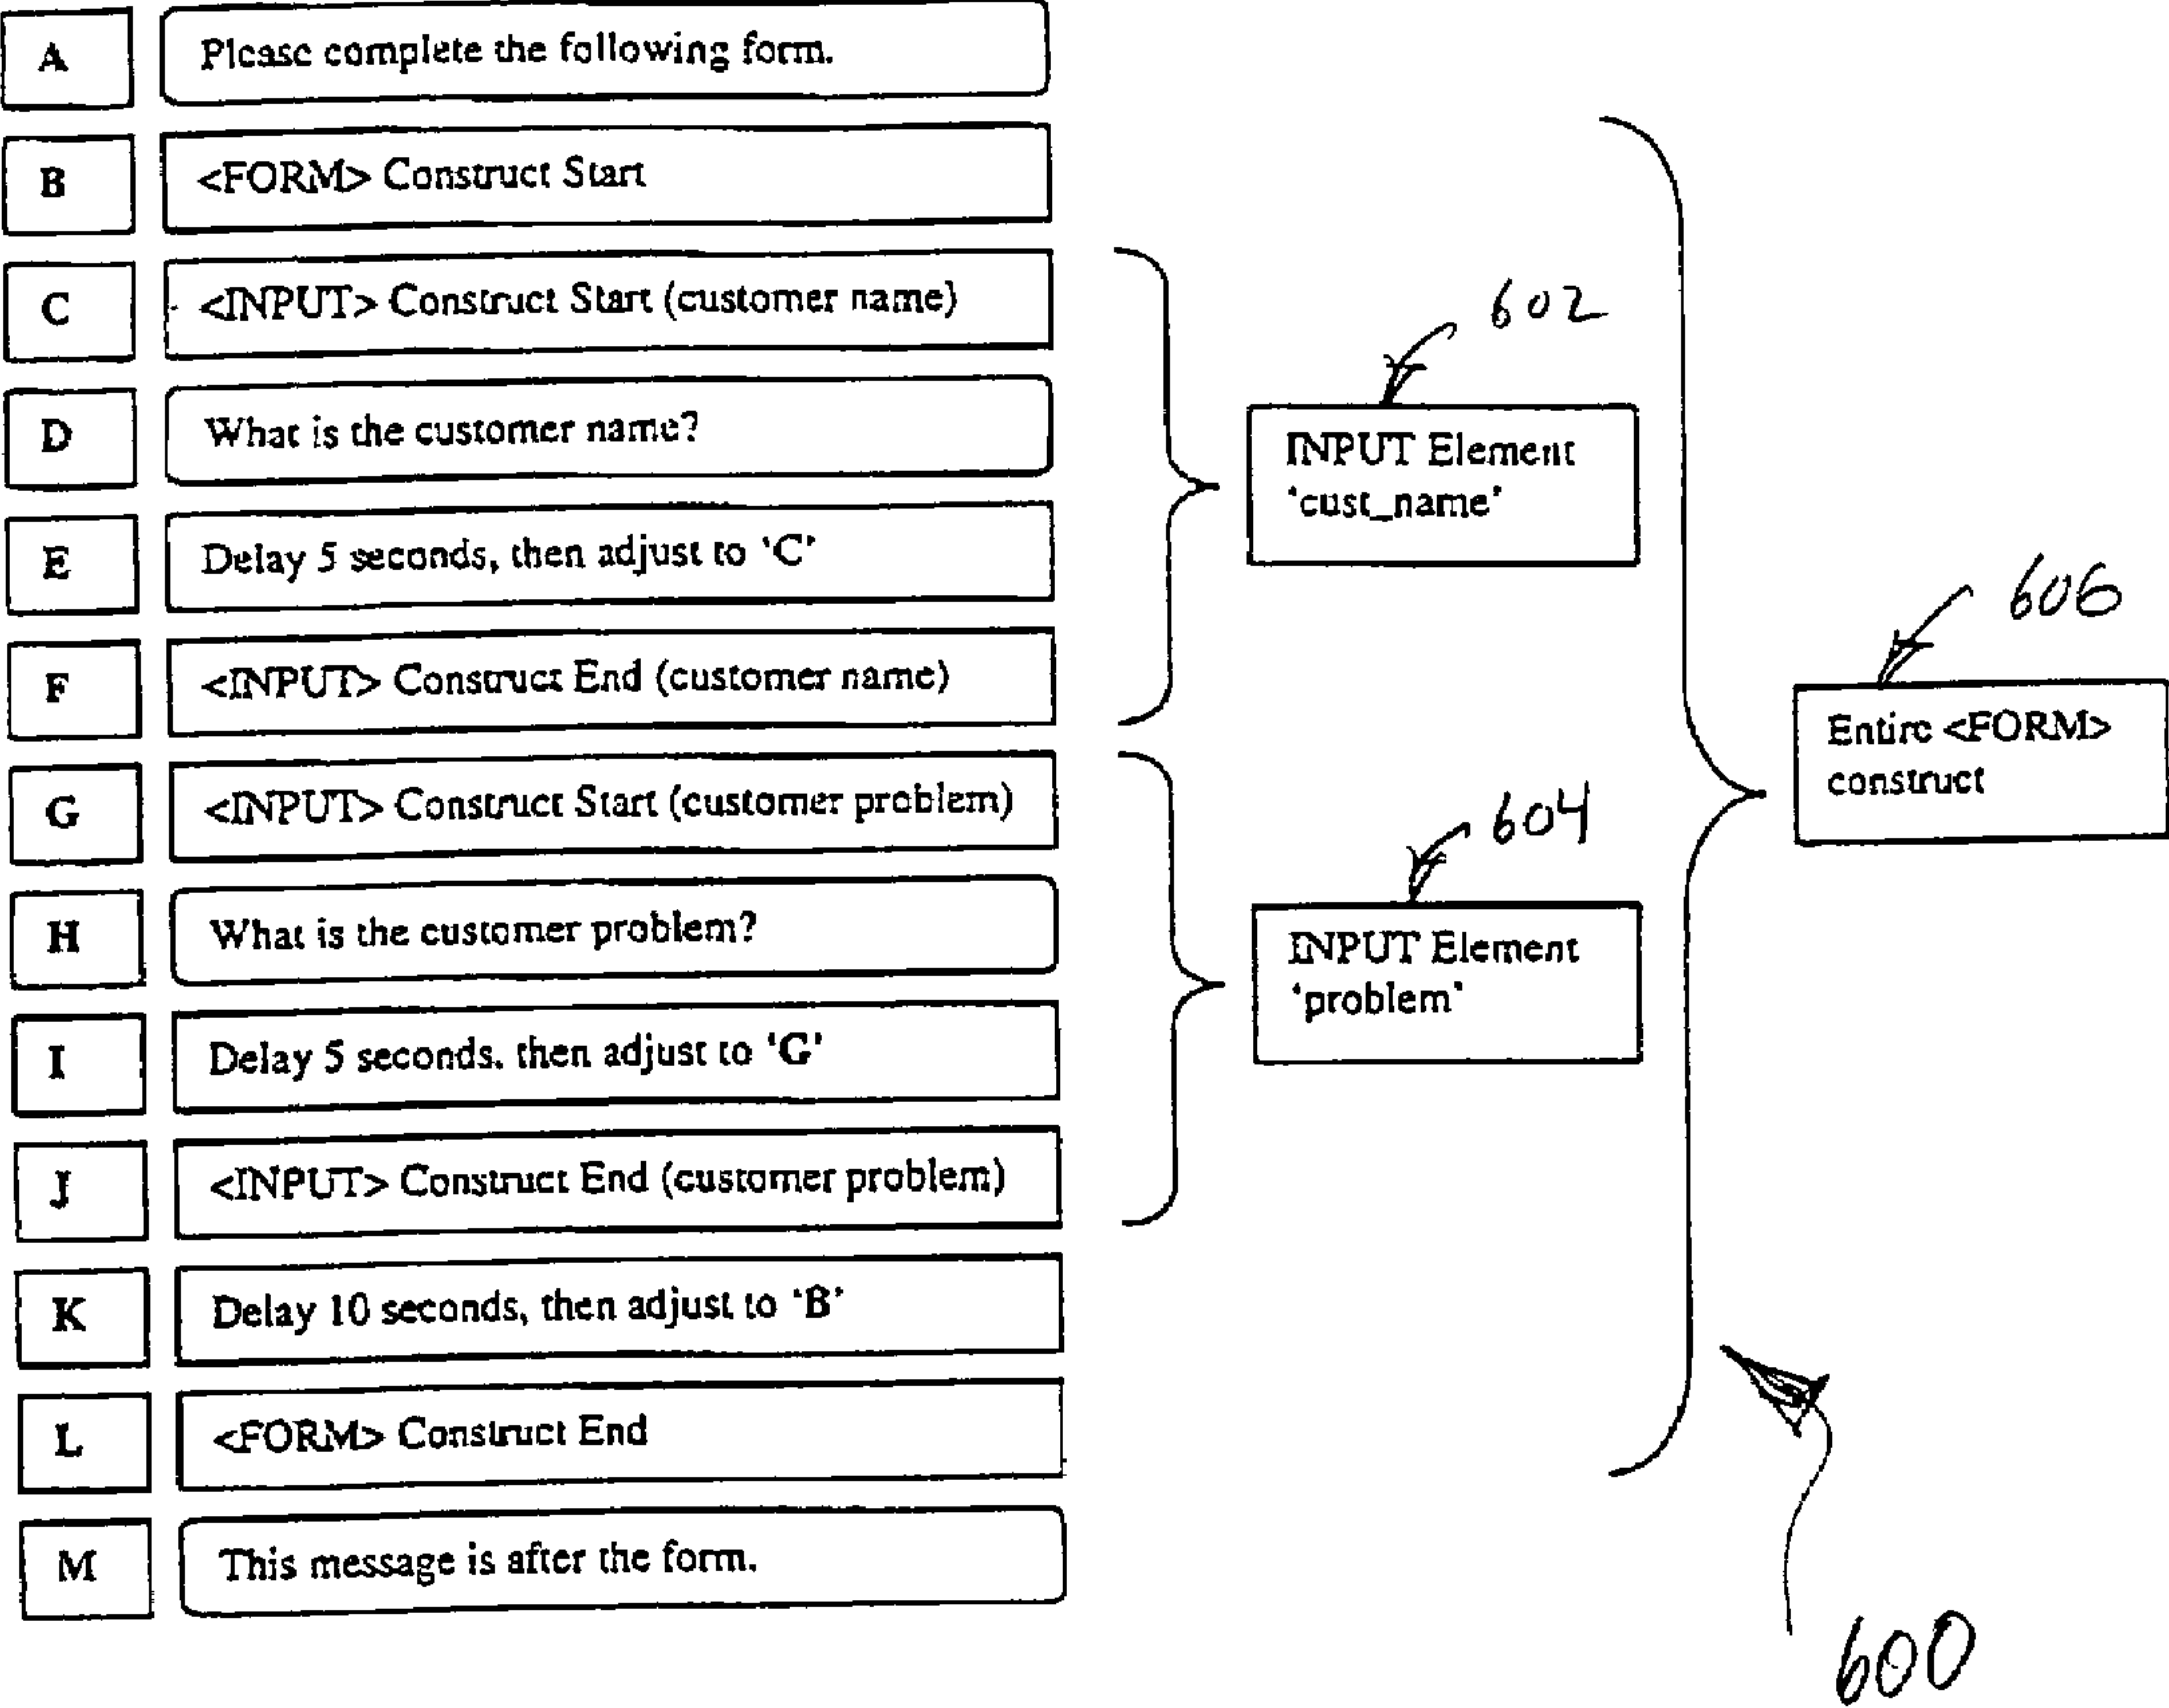 A
Please complete the following form.
B
<FORM> Construct Start
C
<INPUT> Construct Start (customer name)
D
What is the customer name?
E
Delay 5 seconds, then adjust to 'C'
F
<INPUT> Construct End (customer name)
G
<INPUT> Construct Start (customer problem)
H
What is the customer problem?
I
Delay 5 seconds. then adjust to 'G'
J
<INPUT> Construct End (customer problem)
K
Delay 10 seconds, then adjust to 'B'
L
<FORM> Construct End
M
This message is after the form.
602
INPUT Element
'cust_name'
604
INPUT Element
'problem'
606
Entire <FORM>
construct
600